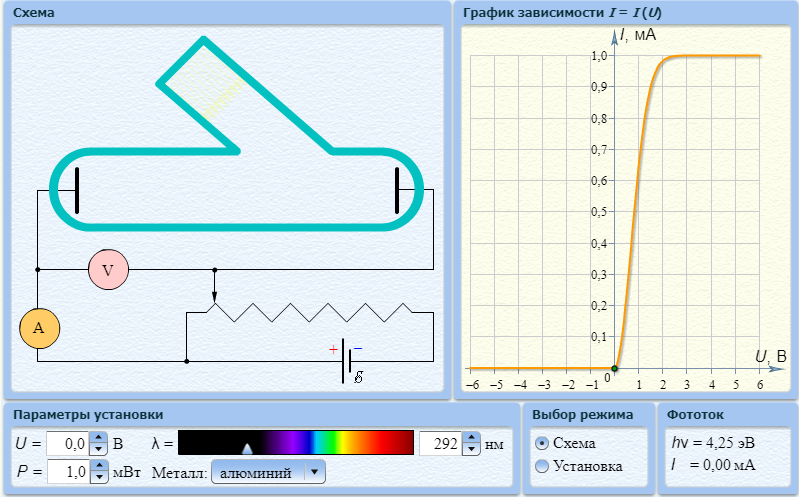 Схема
V
A
+ −
График зависимости I = I (U)
I, мА
1,0
0,9
0,8
0,7
0,6
0,5
0,4
0,3
0,2
0,1
U, В
0
−6 −5 −4 −3 −2 −1 1 2 3 4 5 6
Параметры установки
U = 0,0 В λ = 292 нм
P = 1,0 мВт Металл: алюминий
Выбор режима
Схема
Установка
Фототок
hν = 4,25 эВ
I = 0,00 мА